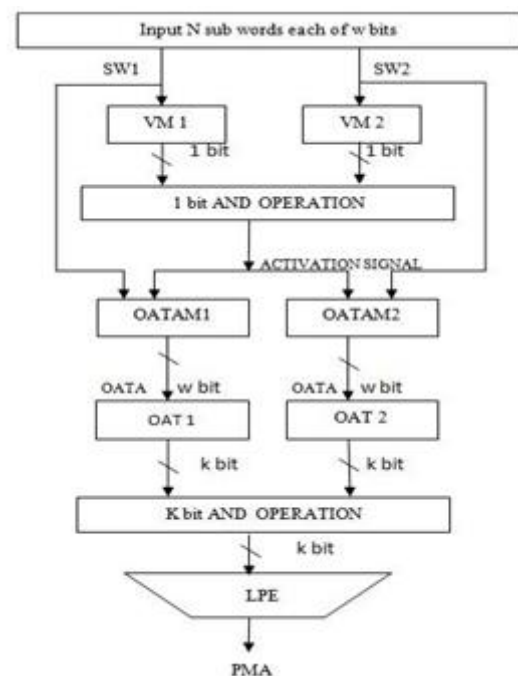 Input N sub words each of w bits
SW1 SW2
VM 1 VM 2
1 bit 1 bit
1 bit AND OPERATION
ACTIVATION SIGNAL
OATAM1 OATAM2
OATA w bit OATA w bit
OAT 1 OAT 2
k bit k bit
K bit AND OPERATION
k bit
LPE
PMA